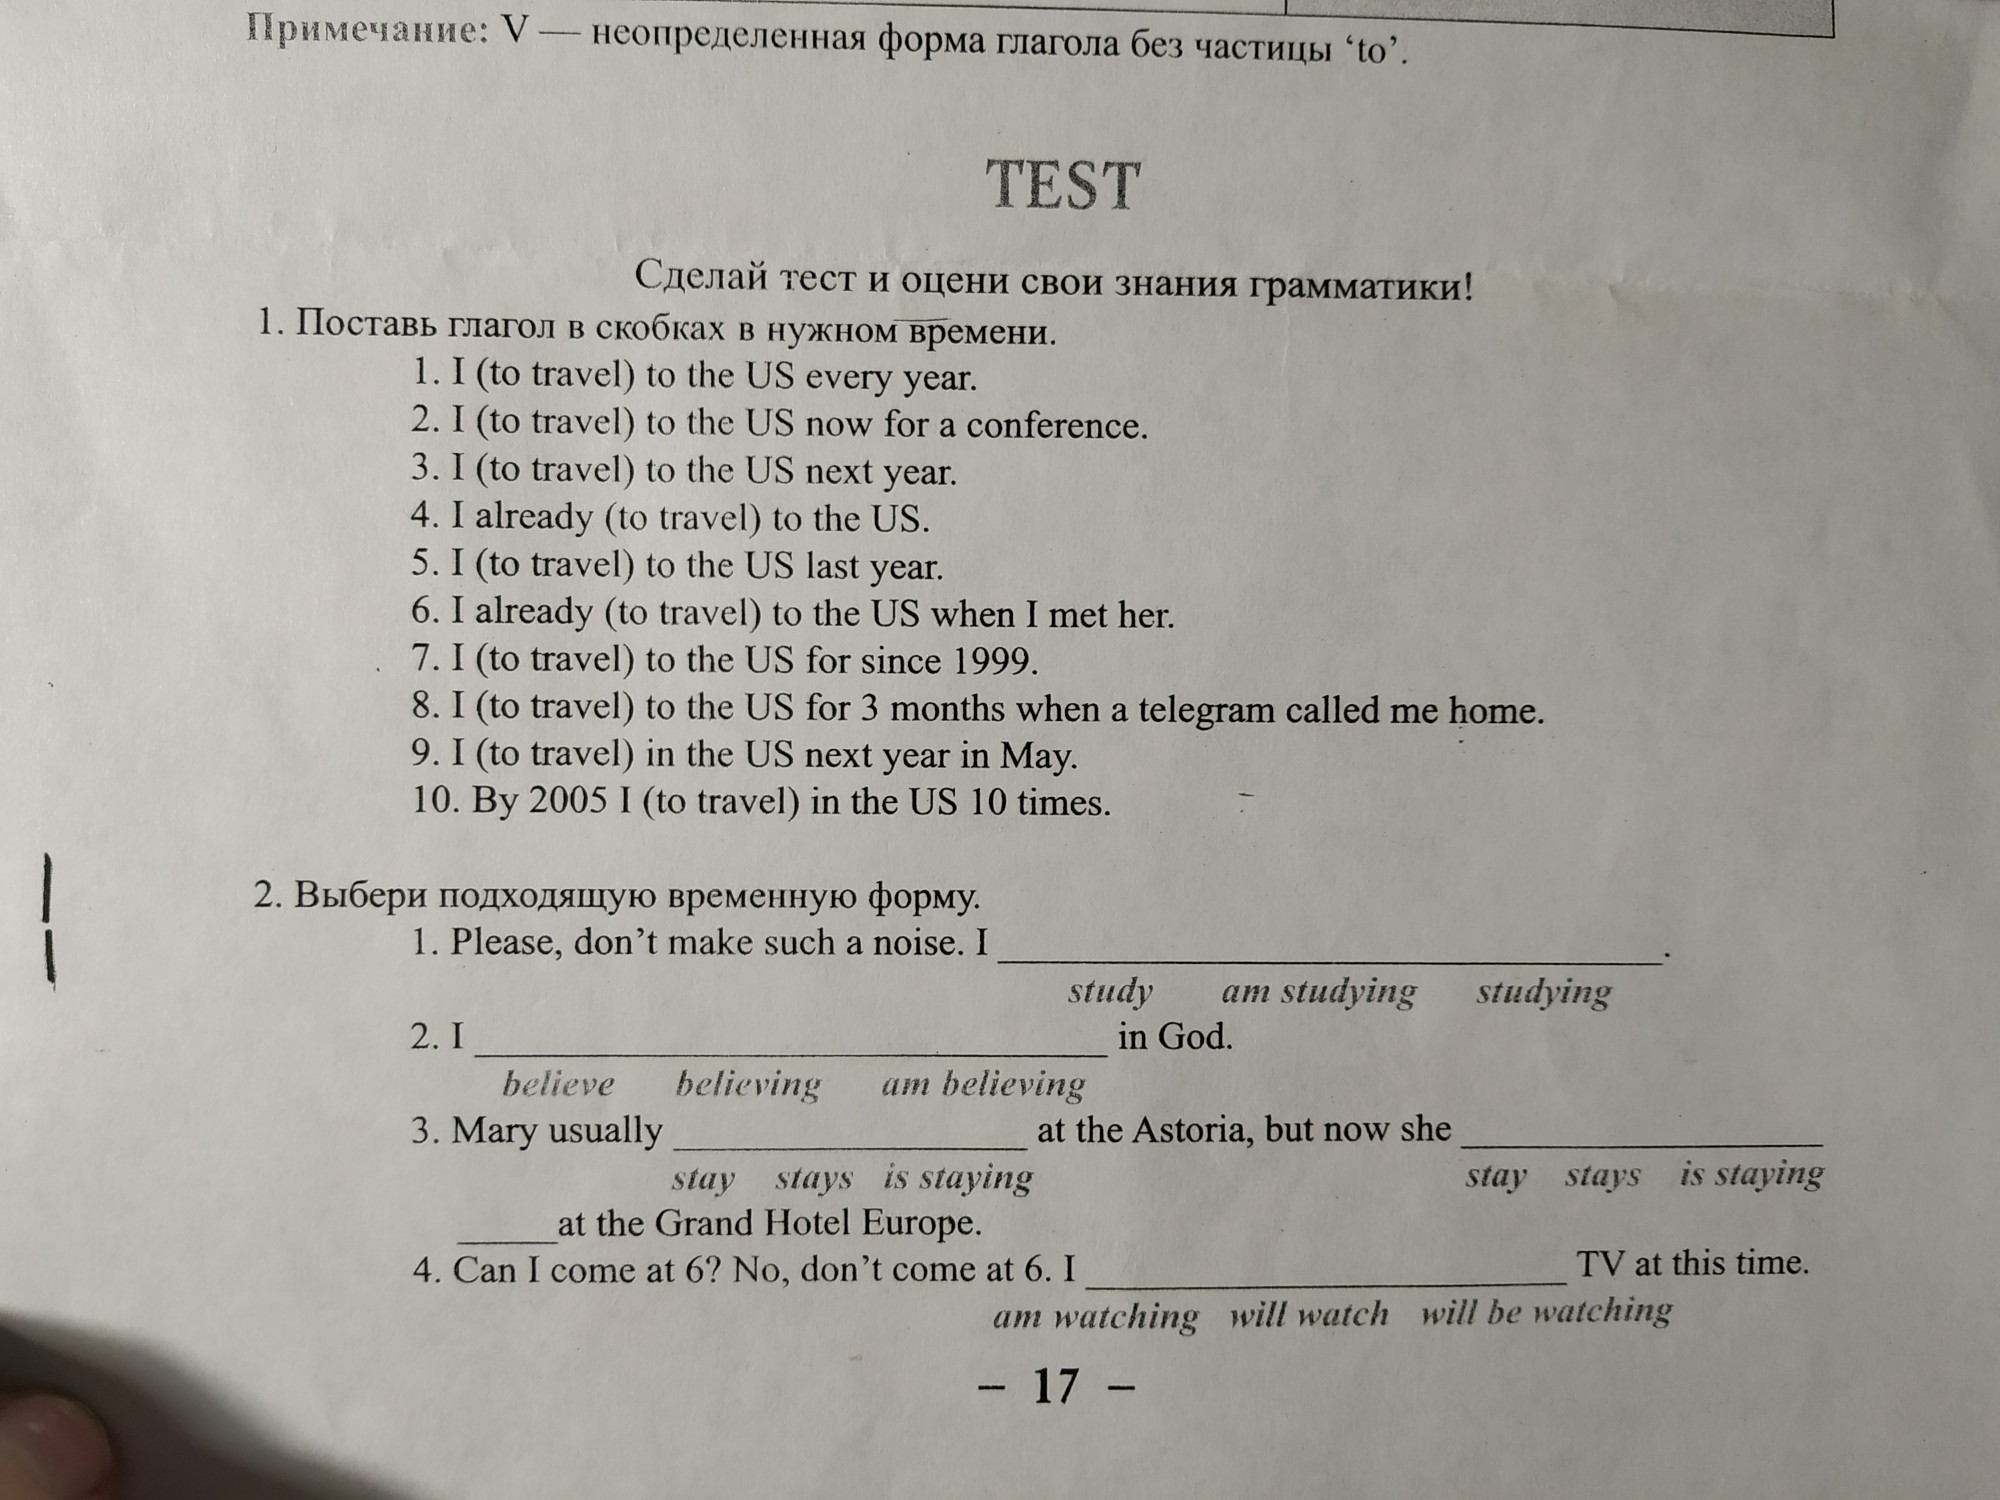 Примечание: V — неопределенная форма глагола без частицы ‘to’.
TEST
Сделай тест и оцени свои знания грамматики!
1. Поставь глагол в скобках в нужном времени.
1. I (to travel) to the US every year.
2. I (to travel) to the US now for a conference.
3. I (to travel) to the US next year.
4. I already (to travel) to the US.
5. I (to travel) to the US last year.
6. I already (to travel) to the US when I met her.
7. I (to travel) to the US for since 1999.
8. I (to travel) to the US for 3 months when a telegram called me home.
9. I (to travel) in the US next year in May.
10. By 2005 I (to travel) in the US 10 times.
2. Выбери подходящую временную форму.
1. Please, don’t make such a noise. I ______________.
study am studying studying
2. I ______________ in God.
believe believing am believing
3. Mary usually ______________ at the Astoria, but now she ______________
stay stays is staying stay stays is staying
_____at the Grand Hotel Europe.
4. Can I come at 6? No, don’t come at 6. I ______________ TV at this time.
am watching will watch will be watching
– 17 –